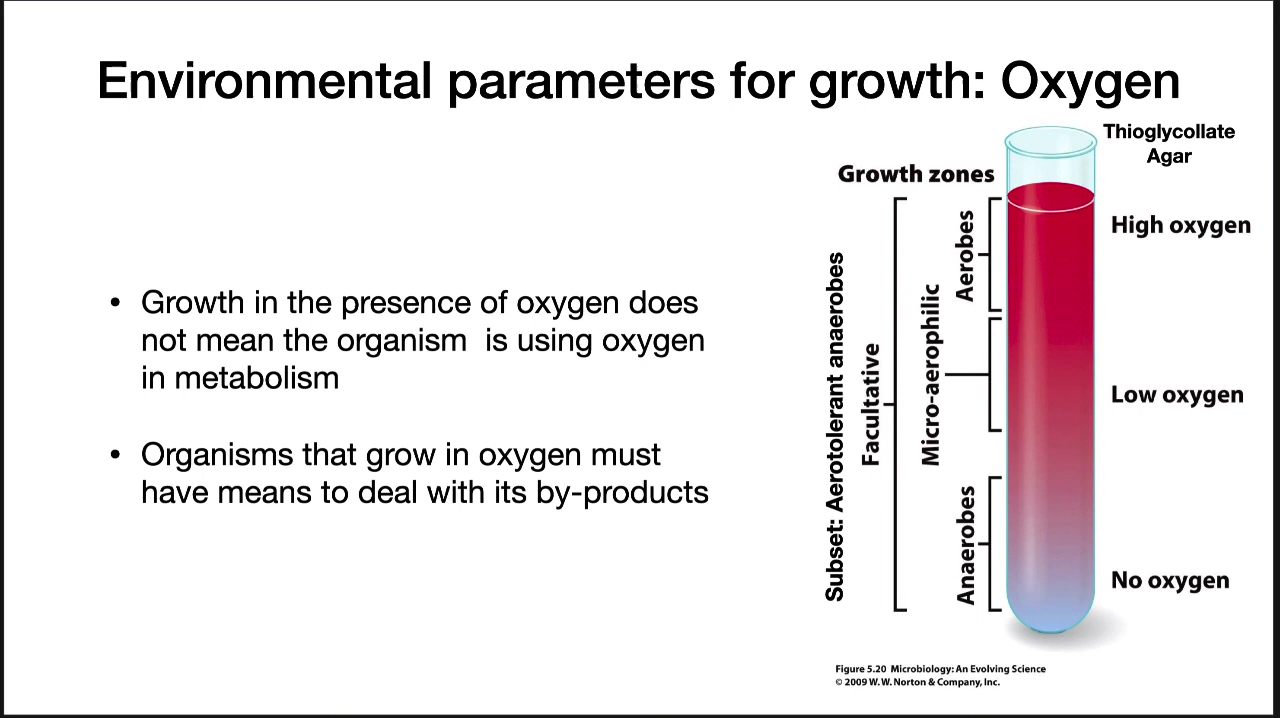 Environmental parameters for growth: Oxygen
• Growth in the presence of oxygen does
not mean the organism  is using oxygen
in metabolism
• Organisms that grow in oxygen must
have means to deal with its by-products
Thioglycollate
Agar
Growth zones
Subset: Aerotolerant anaerobes
Facultative
Micro-aerophilic
Aerobes
Anaerobes
High oxygen
Low oxygen
No oxygen
Figure 5.20 Microbiology: An Evolving Science
© 2009 W. W. Norton & Company, Inc.